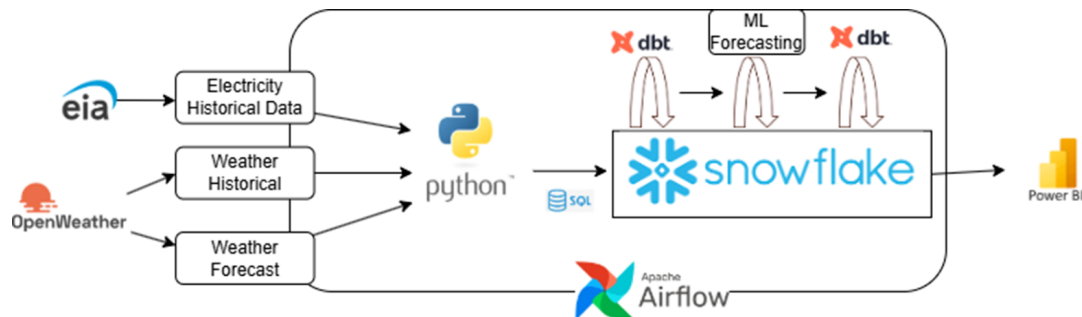 eia
OpenWeather
Electricity
Historical Data
Weather
Historical
Weather
Forecast
python™
SQL
dbt
ML
Forecasting
dbt
snowflake
Power BI
Apache
Airflow